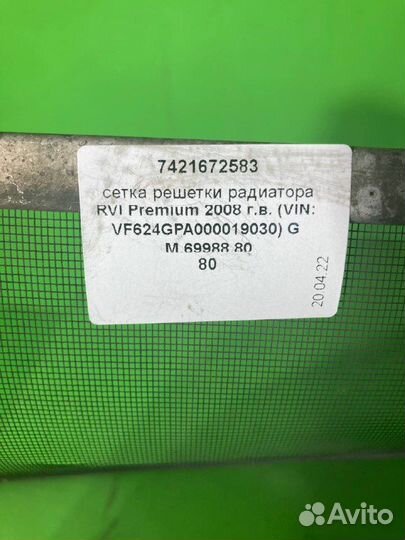 7421672583
сетка решетки радиатора
RVI Premium 2008 г.в. (VIN:
VF624GPA000019030) G
M 69988 80
80
20.04.22
Avito